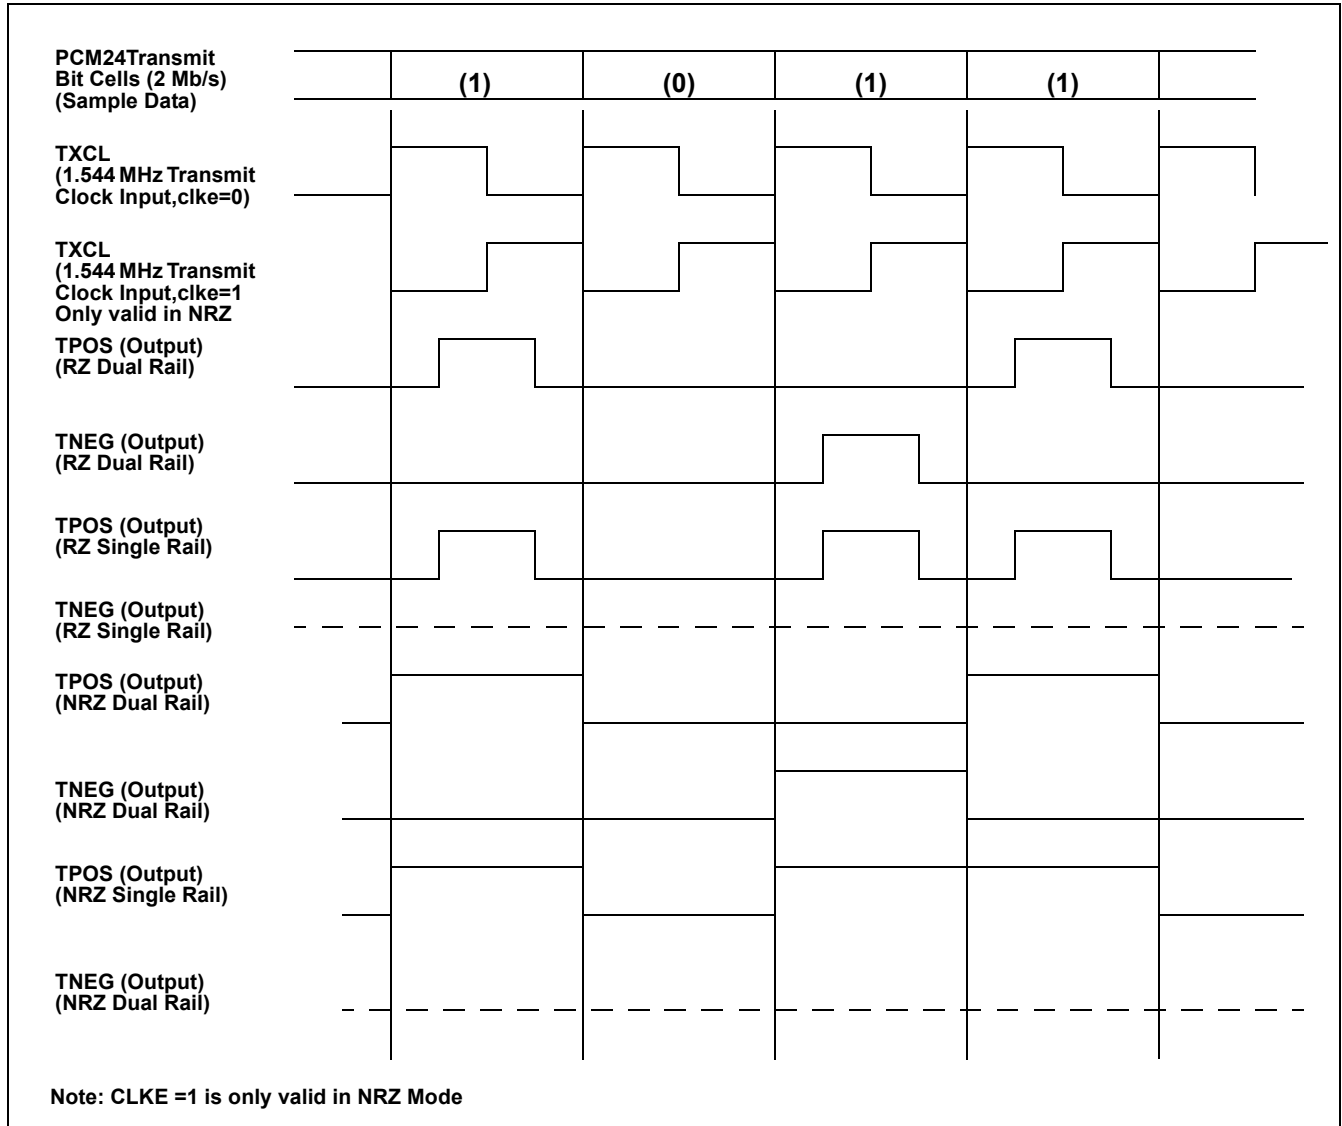 PCM24Transmit
Bit Cells (2 Mb/s)
(Sample Data)
(1) (0) (1) (1)
TXCL
(1.544 MHz Transmit
Clock Input,clke=0)
TXCL
(1.544 MHz Transmit
Clock Input,clke=1
Only valid in NRZ
TPOS (Output)
(RZ Dual Rail)
TNEG (Output)
(RZ Dual Rail)
TPOS (Output)
(RZ Single Rail)
TNEG (Output)
(RZ Single Rail)
TPOS (Output)
(NRZ Dual Rail)
TNEG (Output)
(NRZ Dual Rail)
TPOS (Output)
(NRZ Single Rail)
TNEG (Output)
(NRZ Dual Rail)
Note: CLKE =1 is only valid in NRZ Mode